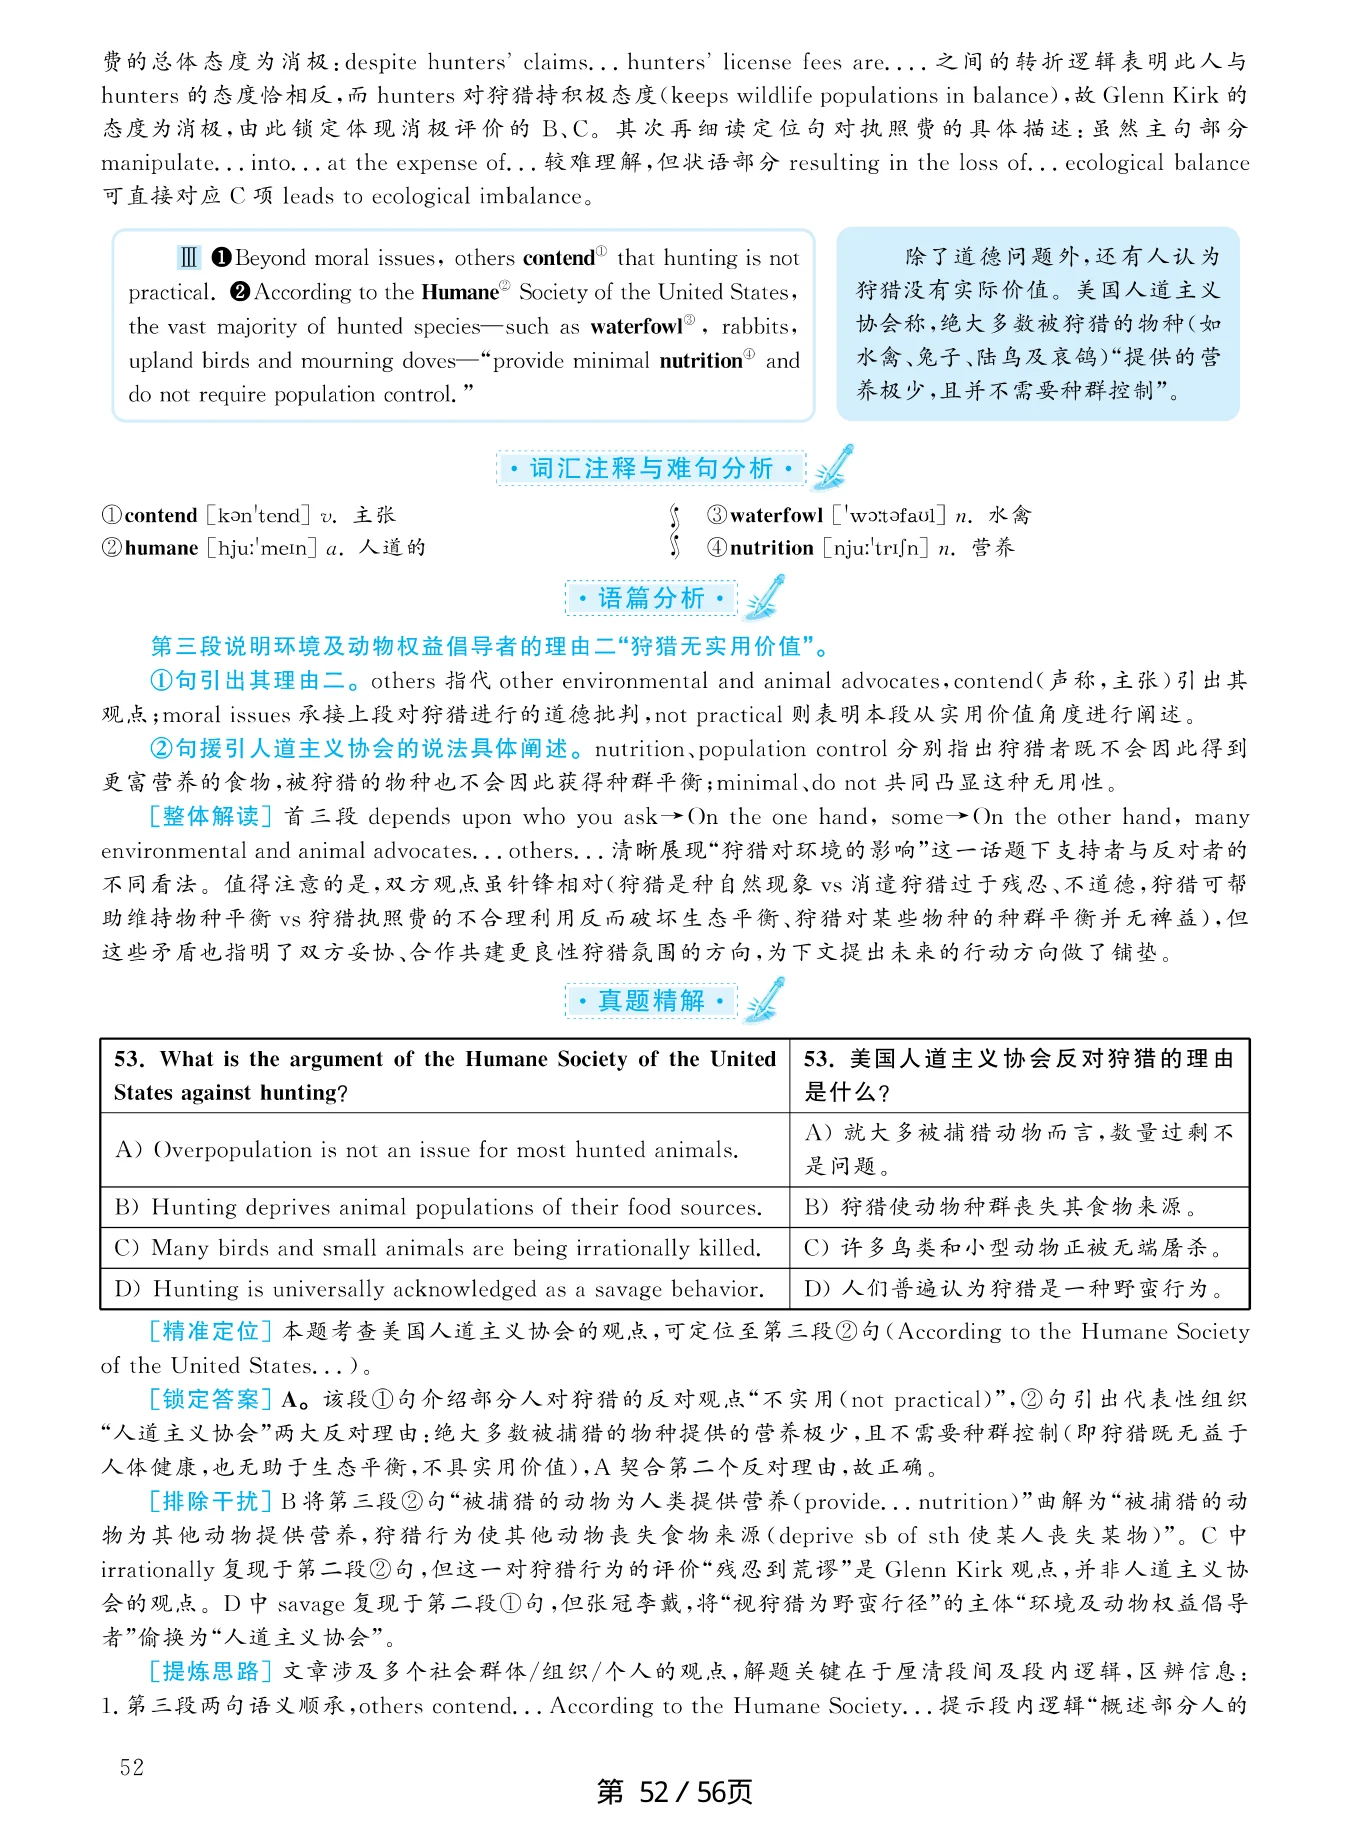 费的总体态度为消极:despite hunters' claims... hunters' license fees are.... 之间的转折逻辑表明此人与
hunters 的态度恰相反,而 hunters 对狩猎持积极态度(keeps wildlife populations in balance),故 Glenn Kirk 的
态度为消极,由此锁定体现消极评价的 B、C。其次再细读定位句对执照费的具体描述:虽然主句部分
manipulate... into... at the expense of... 较难理解,但状语部分 resulting in the loss of... ecological balance
可直接对应 C 项 leads to ecological imbalance。
Ⅲ ❶Beyond moral issues, others contend① that hunting is not
practical. ❷According to the Humane② Society of the United States,
the vast majority of hunted species—such as waterfowl③, rabbits,
upland birds and mourning doves—“provide minimal nutrition④ and
do not require population control.”
除了道德问题外,还有人认为
狩猎没有实际价值。美国人道主义
协会称,绝大多数被狩猎的物种(如
水禽、兔子、陆鸟及哀鸽)“提供的营
养极少,且并不需要种群控制”。
·词汇注释与难句分析·
①contend [kən'tend] v. 主张
②humane [hju:'meɪn] a. 人道的
③waterfowl ['wɔ:təfaʊl] n. 水禽
④nutrition [nju:'trɪʃn] n. 营养
·语篇分析·
第三段说明环境及动物权益倡导者的理由二“狩猎无实用价值”。
①句引出其理由二。others 指代 other environmental and animal advocates,contend(声称,主张)引出其
观点;moral issues 承接上段对狩猎进行的道德批判,not practical 则表明本段从实用价值角度进行阐述。
②句援引人道主义协会的说法具体阐述。nutrition、population control 分别指出狩猎者既不会因此得到
更富营养的食物,被狩猎的物种也不会因此获得种群平衡;minimal、do not 共同凸显这种无用性。
[整体解读] 首三段 depends upon who you ask→On the one hand, some→On the other hand, many
environmental and animal advocates... others... 清晰展现“狩猎对环境的影响”这一话题下支持者与反对者的
不同看法。值得注意的是,双方观点虽针锋相对(狩猎是种自然现象 vs 消遣狩猎过于残忍、不道德,狩猎可帮
助维持物种平衡 vs 狩猎执照费的不合理利用反而破坏生态平衡、狩猎对某些物种的种群平衡并无裨益),但
这些矛盾也指明了双方妥协、合作共建更良性狩猎氛围的方向,为下文提出未来的行动方向做了铺垫。
·真题精解·
53. What is the argument of the Humane Society of the United
States against hunting?
53. 美国人道主义协会反对狩猎的理由
是什么?
A) Overpopulation is not an issue for most hunted animals.
A) 就大多被捕猎动物而言,数量过剩不
是问题。
B) Hunting deprives animal populations of their food sources.
B) 狩猎使动物种群丧失其食物来源。
C) Many birds and small animals are being irrationally killed.
C) 许多鸟类和小型动物正被无端屠杀。
D) Hunting is universally acknowledged as a savage behavior.
D) 人们普遍认为狩猎是一种野蛮行为。
[精准定位] 本题考查美国人道主义协会的观点,可定位至第三段②句(According to the Humane Society
of the United States...)。
[锁定答案] A。该段①句介绍部分人对狩猎的反对观点“不实用(not practical)”,②句引出代表性组织
“人道主义协会”两大反对理由:绝大多数被捕猎的物种提供的营养极少,且不需要种群控制(即狩猎既无益于
人体健康,也无助于生态平衡,不具实用价值),A 契合第二个反对理由,故正确。
[排除干扰] B 将第三段②句“被捕猎的动物为人类提供营养(provide... nutrition)”曲解为“被捕猎的动
物为其他动物提供营养,狩猎行为使其他动物丧失食物来源(deprive sb of sth 使某人丧失某物)”。C 中
irrationally 复现于第二段②句,但这一对狩猎行为的评价“残忍到荒谬”是 Glenn Kirk 观点,并非人道主义协
会的观点。D 中 savage 复现于第二段①句,但张冠李戴,将“视狩猎为野蛮行径”的主体“环境及动物权益倡导
者”偷换为“人道主义协会”。
[提炼思路] 文章涉及多个社会群体/组织/个人的观点,解题关键在于厘清段间及段内逻辑,区辨信息:
1. 第三段两句语义顺承,others contend... According to the Humane Society... 提示段内逻辑“概述部分人的
52
第 52 / 56页